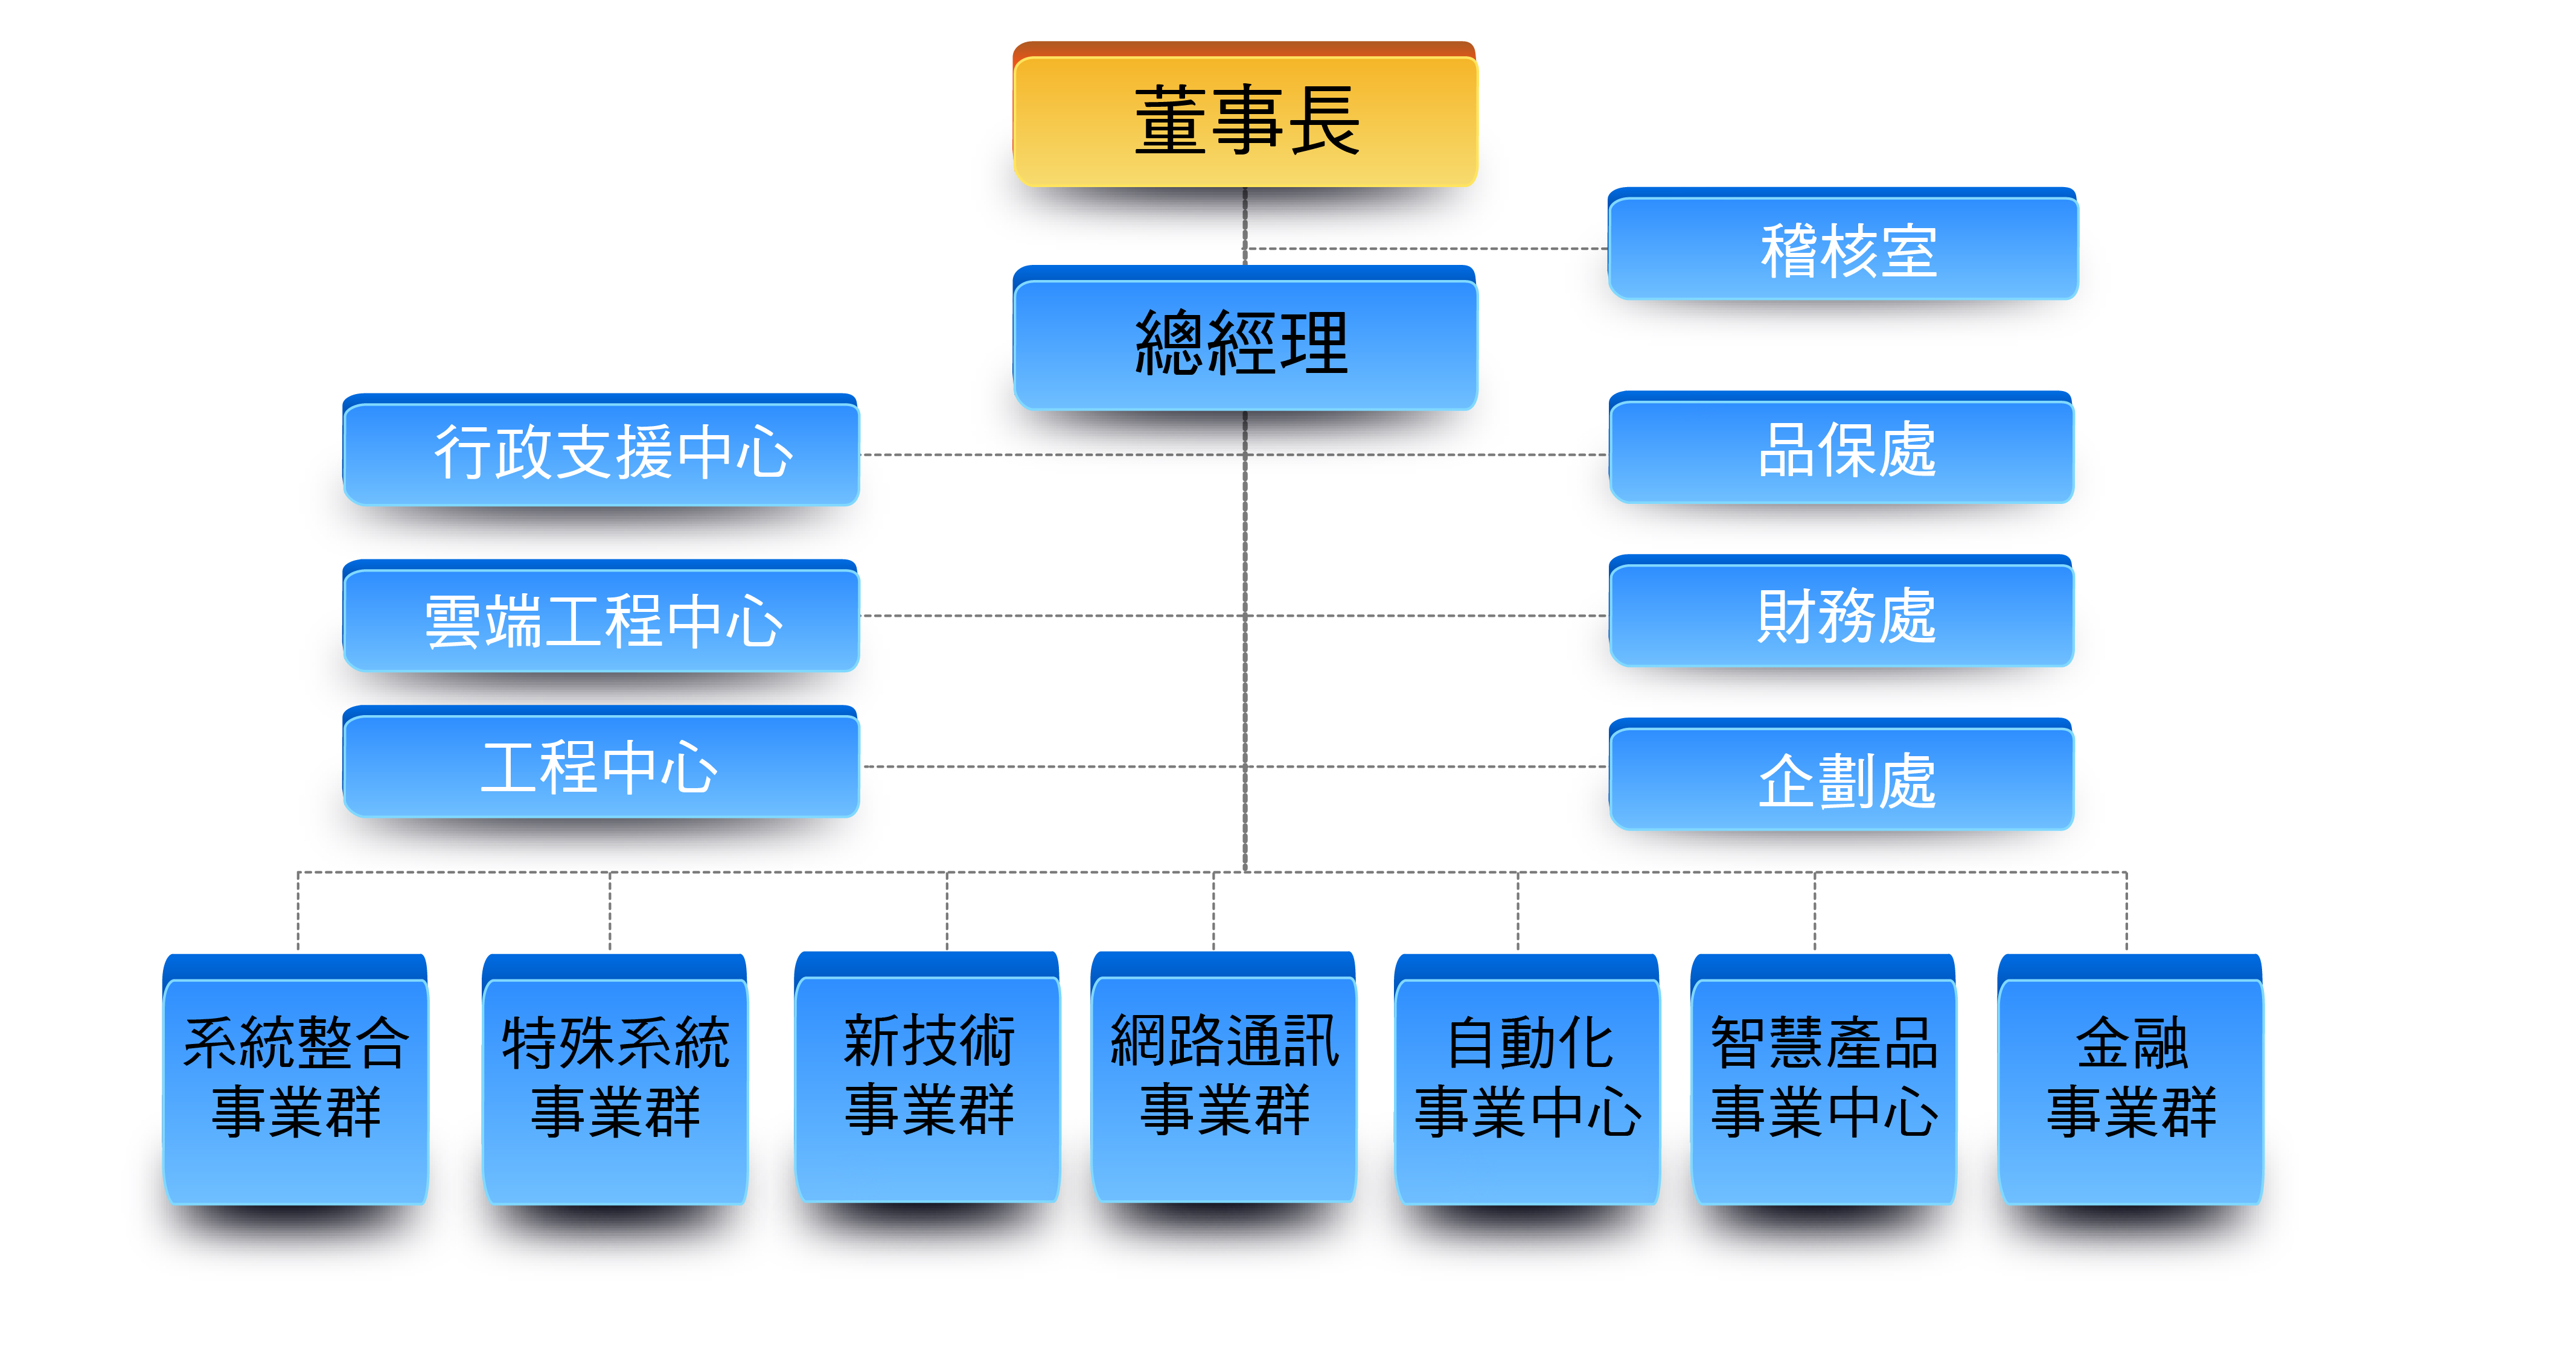 董事長
稽核室
總經理
行政支援中心
品保處
雲端工程中心
財務處
工程中心
企劃處
系統整合
事業群
特殊系統
事業群
新技術
事業群
網路通訊
事業群
自動化
事業中心
智慧產品
事業中心
金融
事業群